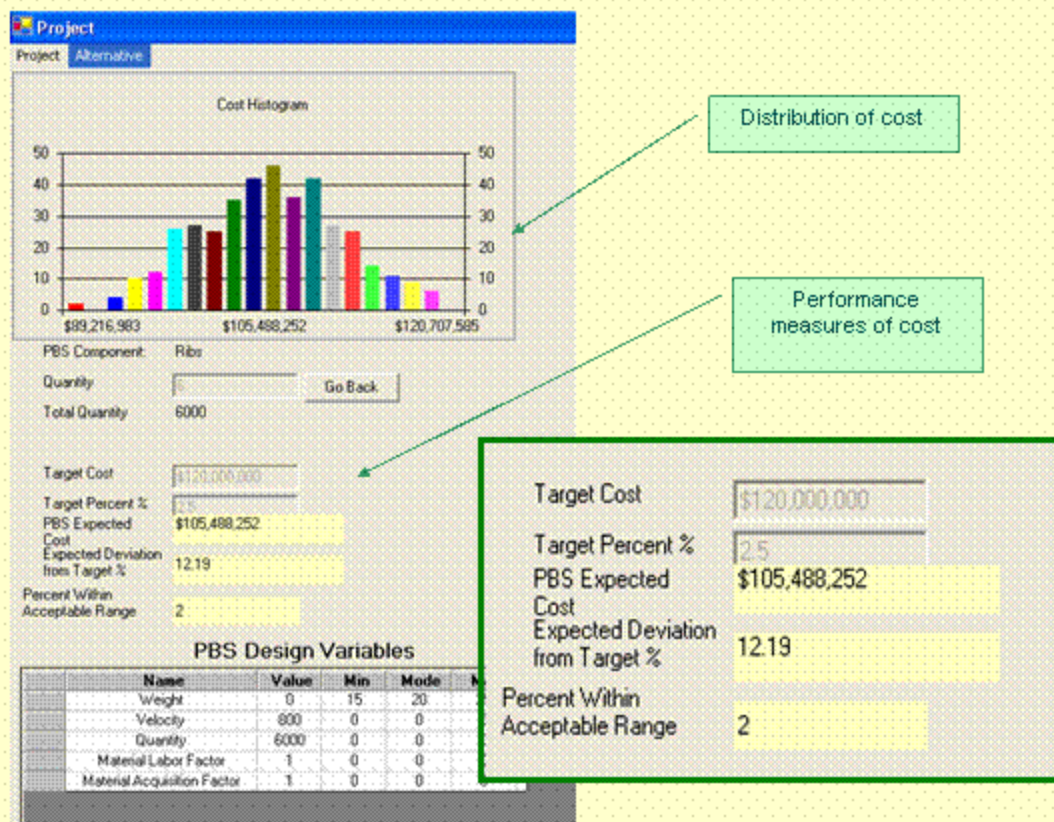 Project
Project Alternative
Cost Histogram
50 50
40 40
30 30
20 20
10 10
0 0
$89,216,983 $105,488,252 $120,707,585
Distribution of cost
Performance
measures of cost
PBS Component: Ribs
Quantity 6 Go Back
Total Quantity 6000
Target Cost $120,000,000
Target Percent % 2.5
PBS Expected
Cost
$105,488,252
Expected Deviation
from Target %
12.19
Percent Within
Acceptable Range
2
PBS Design Variables
Name Value Min Mode
Weight 0 15 20
Velocity 800 0 0
Quantity 6000 0 0
Material Labor Factor 1 0 0
Material Acquisition Factor 1 0 0
Target Cost $120,000,000
Target Percent % 2.5
PBS Expected
Cost
$105,488,252
Expected Deviation
from Target %
12.19
Percent Within
Acceptable Range
2